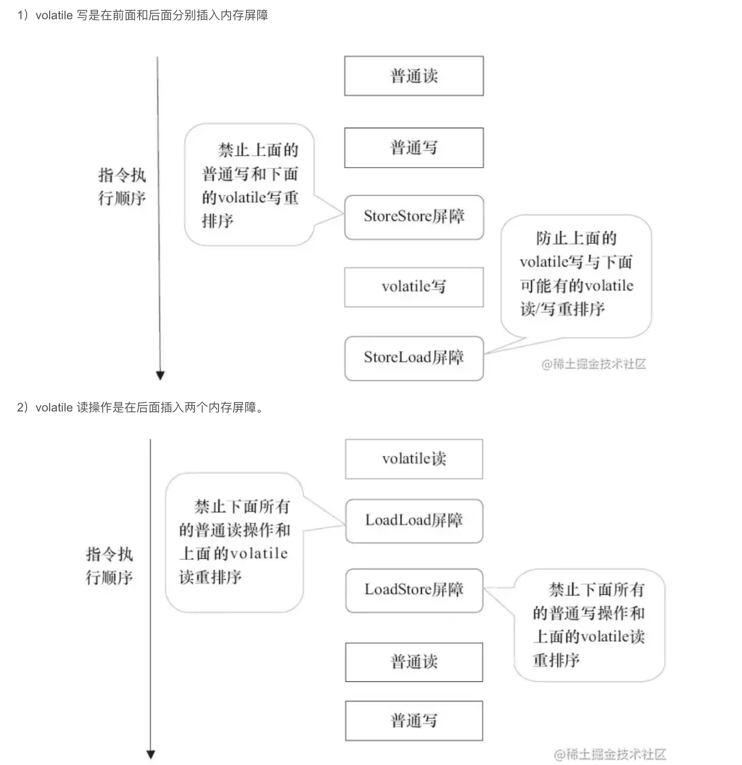 1）volatile 写是在前面和后面分别插入内存屏障
普通读
普通写
禁止上面的
普通写和下面
的volatile写重
排序
指令执
行顺序
StoreStore屏障
防止上面的
volatile写与下面
可能有的volatile
读/写重排序
volatile写
StoreLoad屏障
@稀土掘金技术社区
2）volatile 读操作是在后面插入两个内存屏障。
volatile读
禁止下面所有
的普通读操作和
上面的volatile
读重排序
LoadLoad屏障
指令执
行顺序
LoadStore屏障
禁止下面所有
的普通写操作和
上面的volatile读
重排序
普通读
普通写
@稀土掘金技术社区